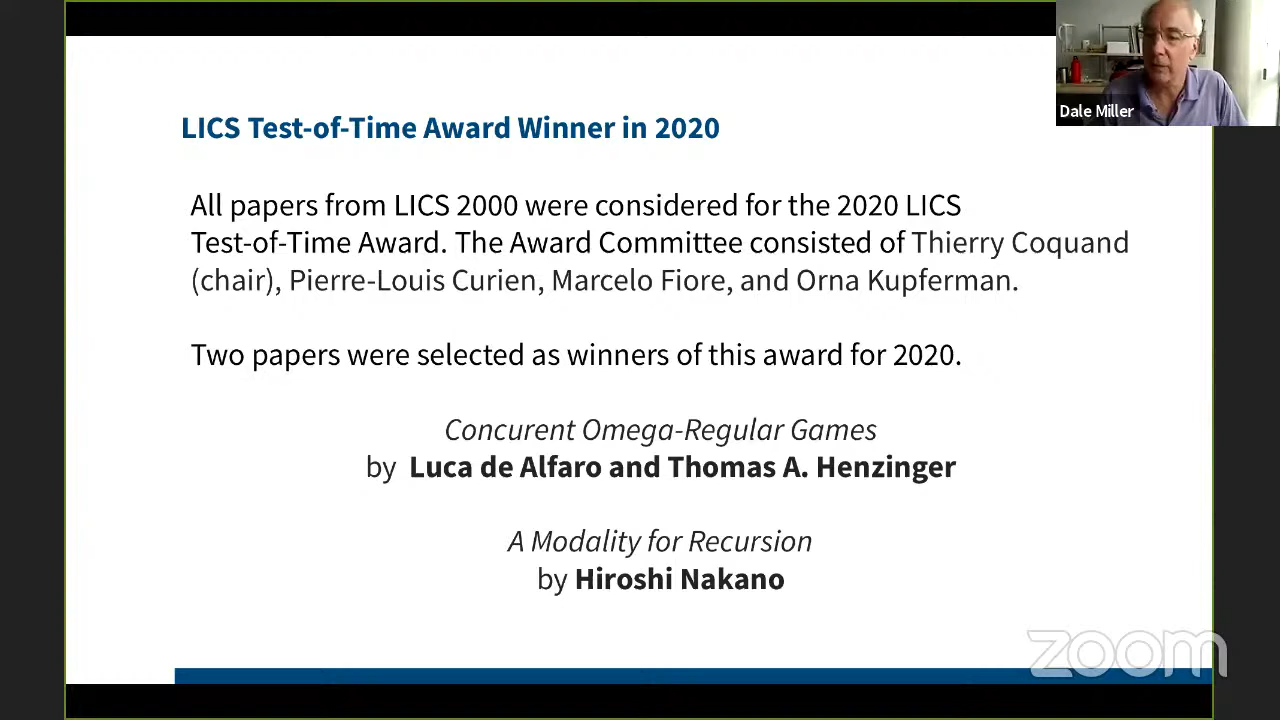 Dale Miller
LICS Test-of-Time Award Winner in 2020
All papers from LICS 2000 were considered for the 2020 LICS
Test-of-Time Award. The Award Committee consisted of Thierry Coquand
(chair), Pierre-Louis Curien, Marcelo Fiore, and Orna Kupferman.
Two papers were selected as winners of this award for 2020.
Concurent Omega-Regular Games
by Luca de Alfaro and Thomas A. Henzinger
A Modality for Recursion
by Hiroshi Nakano
zoom